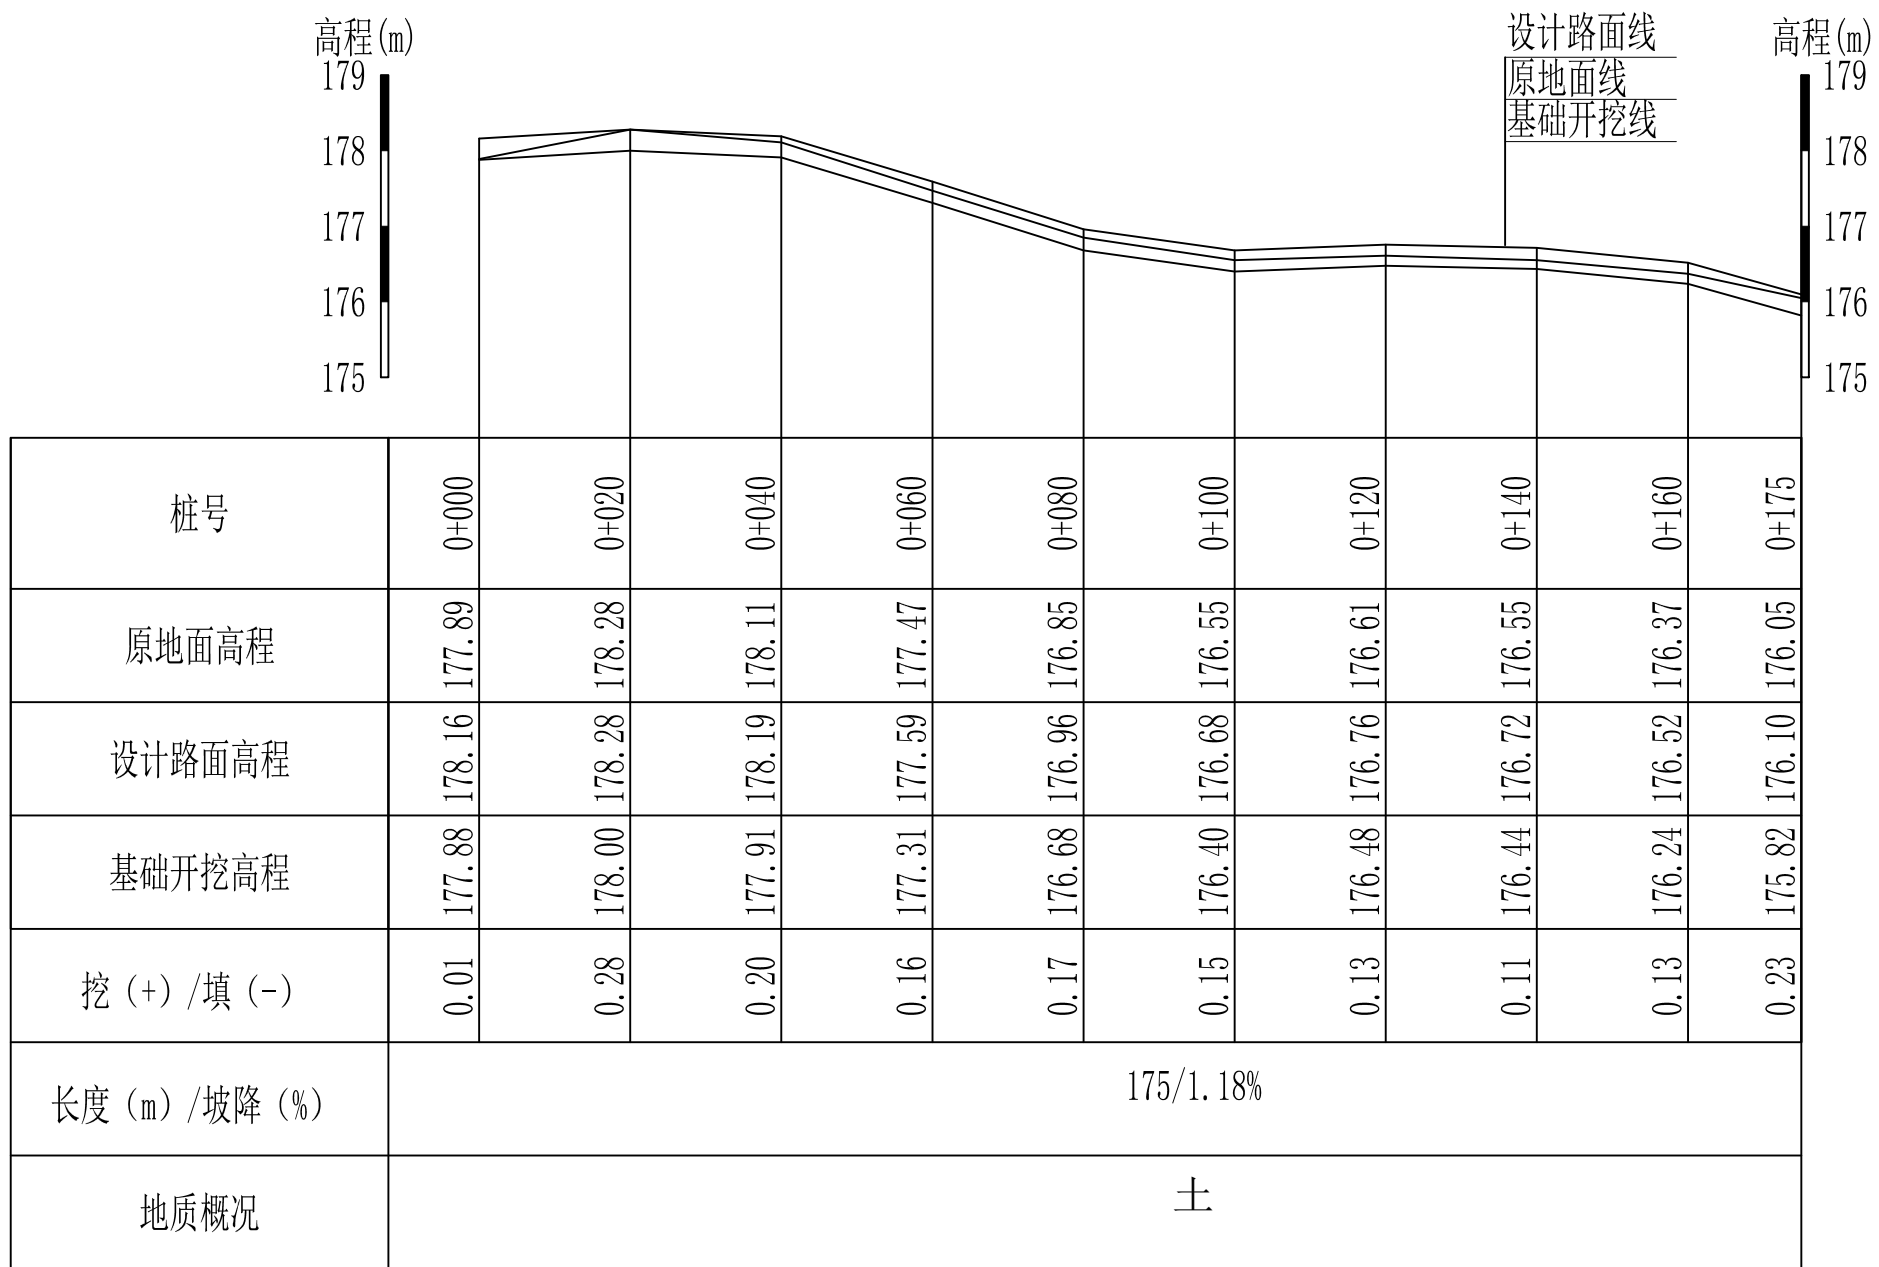 高程(m)
179
178
177
176
175
设计路面线
原地面线
基础开挖线
高程(m)
179
178
177
176
175
桩号 0+000 0+020 0+040 0+060 0+080 0+100 0+120 0+140 0+160 0+175
原地面高程 177.89 178.28 178.11 177.47 176.85 176.55 176.61 176.55 176.37 176.05
设计路面高程 178.16 178.28 178.19 177.59 176.96 176.68 176.76 176.72 176.52 176.10
基础开挖高程 177.88 178.00 177.91 177.31 176.68 176.40 176.48 176.44 176.24 175.82
挖（+）/填（-） 0.01 0.28 0.20 0.16 0.17 0.15 0.13 0.11 0.13 0.23
长度（m）/坡降（%） 175/1.18%
地质概况 土